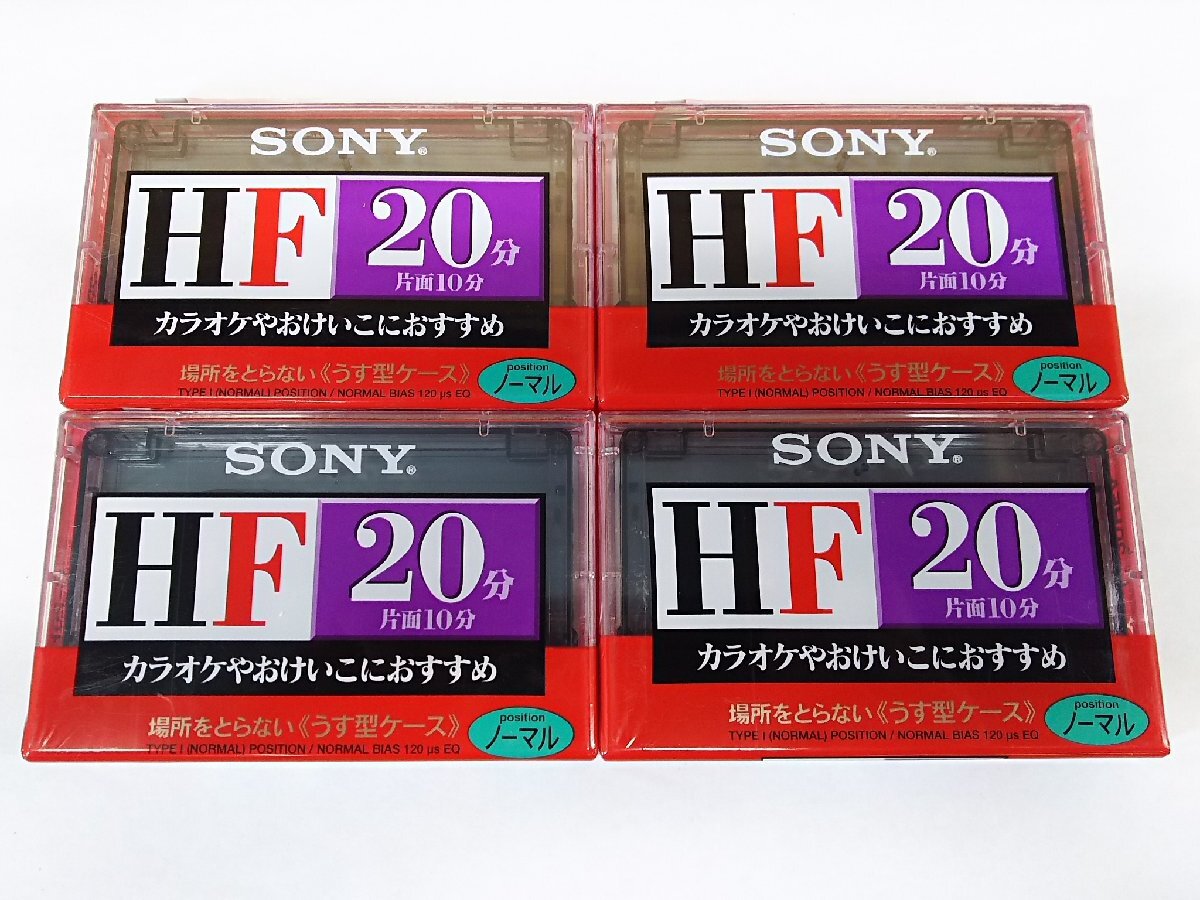 SONY®
HF 20分
片面10分
カラオケやおけいこにおすすめ
場所をとらない《うす型ケース》
position
ノーマル
TYPE I (NORMAL) POSITION / NORMAL BIAS 120 µs EQ
SONY®
HF 20分
片面10分
カラオケやおけいこにおすすめ
場所をとらない《うす型ケース》
position
ノーマル
TYPE I (NORMAL) POSITION / NORMAL BIAS 120 µs EQ
SONY®
HF 20分
片面10分
カラオケやおけいこにおすすめ
場所をとらない《うす型ケース》
position
ノーマル
TYPE I (NORMAL) POSITION / NORMAL BIAS 120 µs EQ
SONY®
HF 20分
片面10分
カラオケやおけいこにおすすめ
場所をとらない《うす型ケース》
position
ノーマル
TYPE I (NORMAL) POSITION / NORMAL BIAS 120 µs EQ